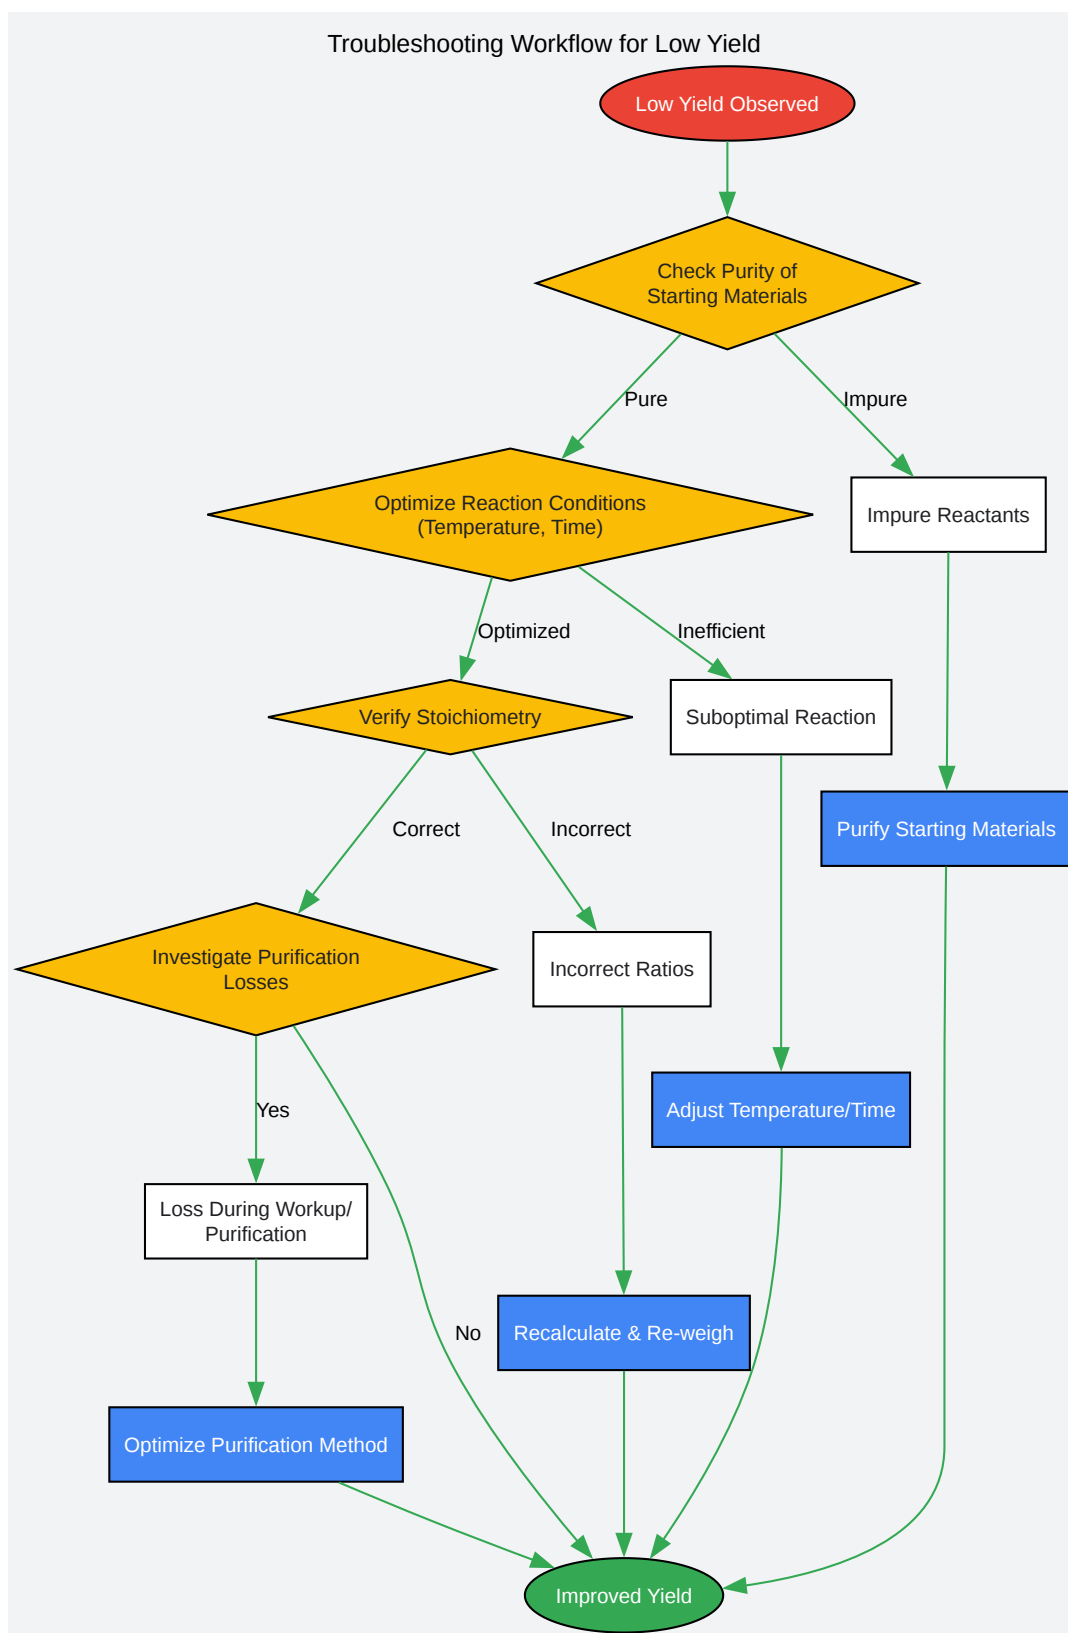 Troubleshooting Workflow for Low Yield
Low Yield Observed
Check Purity of
Starting Materials
Pure
Impure
Optimize Reaction Conditions
(Temperature, Time)
Impure Reactants
Optimized
Inefficient
Verify Stoichiometry
Suboptimal Reaction
Correct
Incorrect
Purify Starting Materials
Investigate Purification
Losses
Incorrect Ratios
Yes
Adjust Temperature/Time
Loss During Workup/
Purification
No
Recalculate & Re-weigh
Optimize Purification Method
Improved Yield